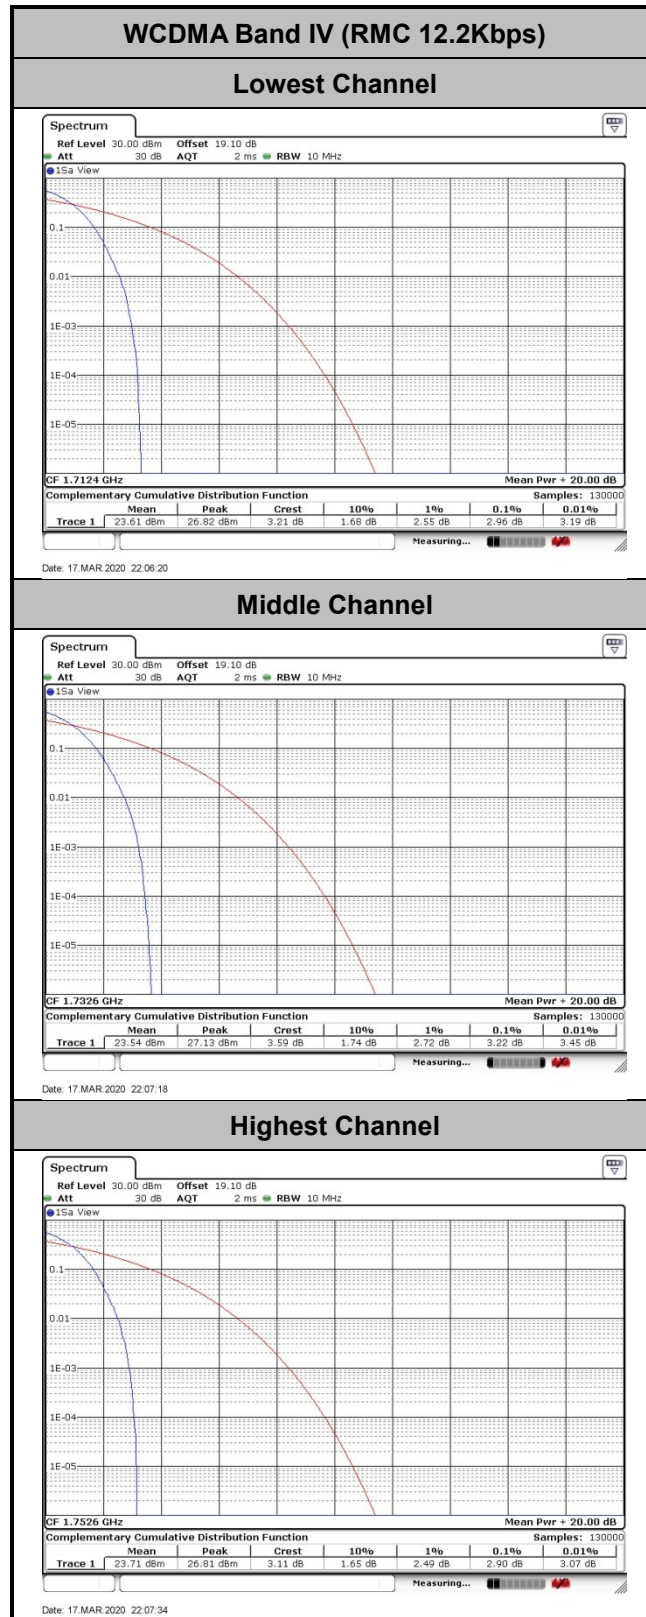 WCDMA Band IV (RMC 12.2Kbps)
Lowest Channel
Spectrum
Ref Level 30.00 dBm Offset 19.10 dB
Att 30 dB AQT 2 ms RBW 10 MHz
1Sa View
0.1
0.01
1E-03
1E-04
1E-05
CF 1.7124 GHz Mean Pwr + 20.00 dB
Complementary Cumulative Distribution Function Samples: 130000
Mean Peak Crest 10% 1% 0.1% 0.01%
Trace 1 23.61 dBm 26.82 dBm 3.21 dB 1.68 dB 2.55 dB 2.96 dB 3.19 dB
Measuring...
Date: 17.MAR.2020 22:06:20
Middle Channel
Spectrum
Ref Level 30.00 dBm Offset 19.10 dB
Att 30 dB AQT 2 ms RBW 10 MHz
1Sa View
0.1
0.01
1E-03
1E-04
1E-05
CF 1.7326 GHz Mean Pwr + 20.00 dB
Complementary Cumulative Distribution Function Samples: 130000
Mean Peak Crest 10% 1% 0.1% 0.01%
Trace 1 23.54 dBm 27.13 dBm 3.59 dB 1.74 dB 2.72 dB 3.22 dB 3.45 dB
Measuring...
Date: 17.MAR.2020 22:07:18
Highest Channel
Spectrum
Ref Level 30.00 dBm Offset 19.10 dB
Att 30 dB AQT 2 ms RBW 10 MHz
1Sa View
0.1
0.01
1E-03
1E-04
1E-05
CF 1.7526 GHz Mean Pwr + 20.00 dB
Complementary Cumulative Distribution Function Samples: 130000
Mean Peak Crest 10% 1% 0.1% 0.01%
Trace 1 23.71 dBm 26.81 dBm 3.11 dB 1.65 dB 2.49 dB 2.90 dB 3.07 dB
Measuring...
Date: 17.MAR.2020 22:07:34